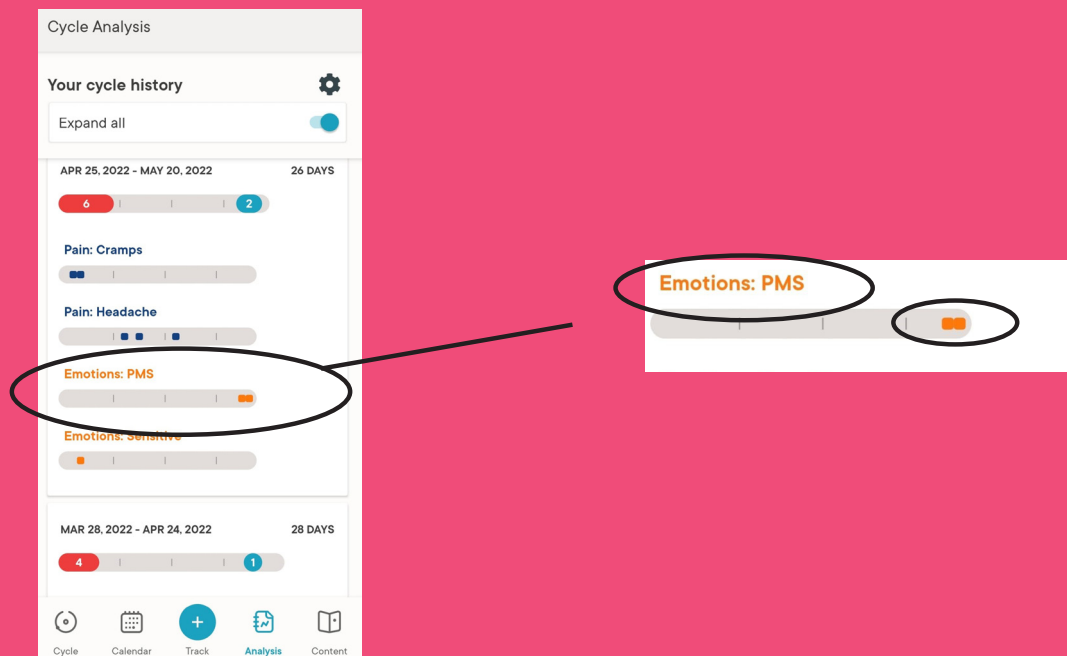 Cycle Analysis
Your cycle history
Expand all
APR 25, 2022 - MAY 20, 2022 26 DAYS
6 2
Pain: Cramps
Pain: Headache
Emotions: PMS
Emotions: Sensitive
MAR 28, 2022 - APR 24, 2022 28 DAYS
4 1
Cycle Calendar Track Analysis Content
Emotions: PMS